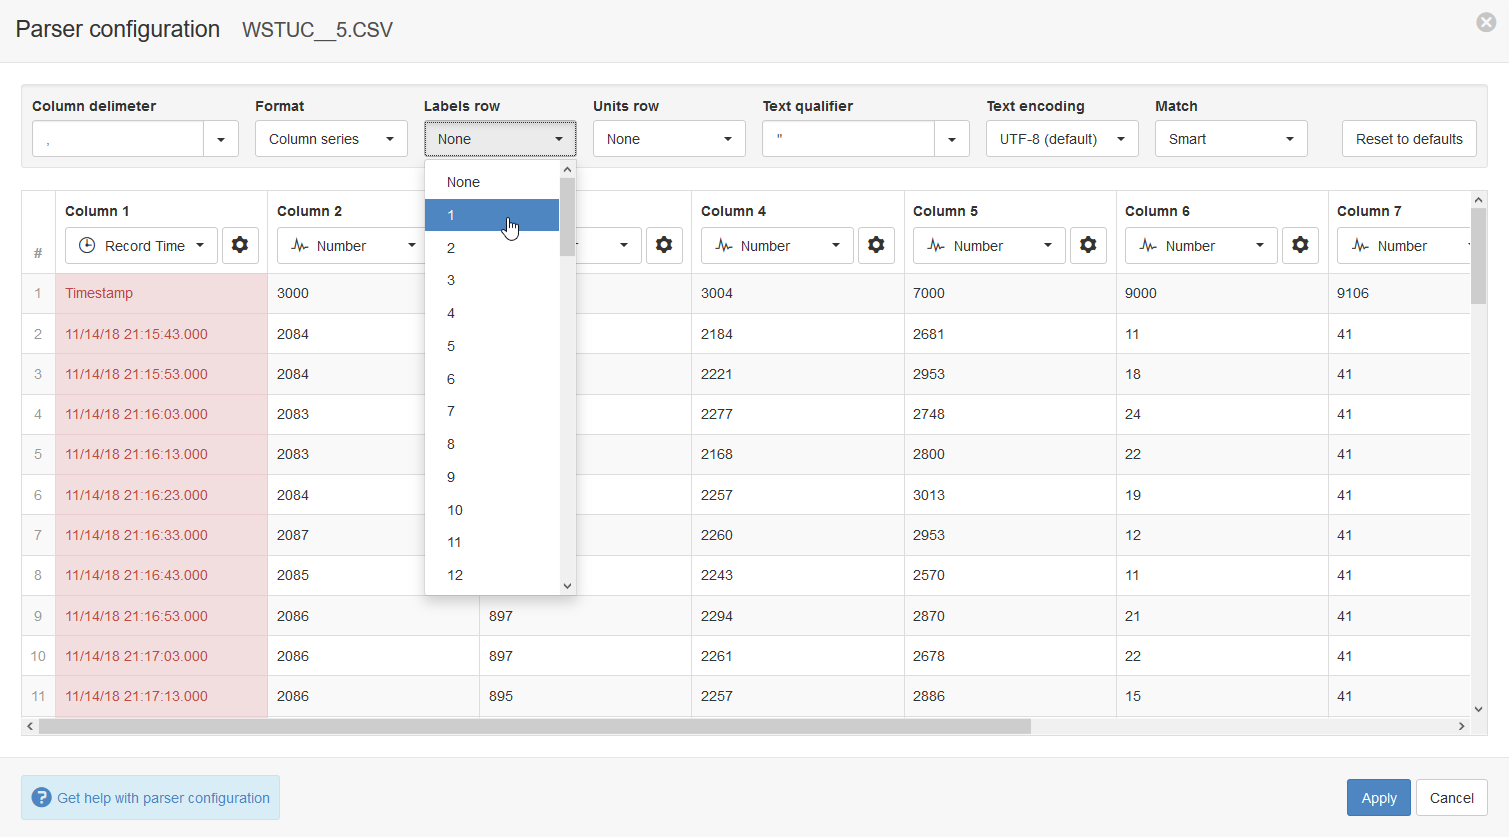 Parser configuration WSTUC__5.CSV
Column delimeter Format Labels row Units row Text qualifier Text encoding Match
, Column series None None " UTF-8 (default) Smart Reset to defaults
None
1
2
3
4
5
6
7
8
9
10
11
12
# Column 1 Column 2 Column 4 Column 5 Column 6 Column 7
Record Time Number Number Number Number Number
1 Timestamp 3000 3004 7000 9000 9106
2 11/14/18 21:15:43.000 2084 2184 2681 11 41
3 11/14/18 21:15:53.000 2084 2221 2953 18 41
4 11/14/18 21:16:03.000 2083 2277 2748 24 41
5 11/14/18 21:16:13.000 2083 2168 2800 22 41
6 11/14/18 21:16:23.000 2084 2257 3013 19 41
7 11/14/18 21:16:33.000 2087 2260 2953 12 41
8 11/14/18 21:16:43.000 2085 2243 2570 11 41
9 11/14/18 21:16:53.000 2086 897 2294 2870 21 41
10 11/14/18 21:17:03.000 2086 897 2261 2678 22 41
11 11/14/18 21:17:13.000 2086 895 2257 2886 15 41
? Get help with parser configuration Apply Cancel